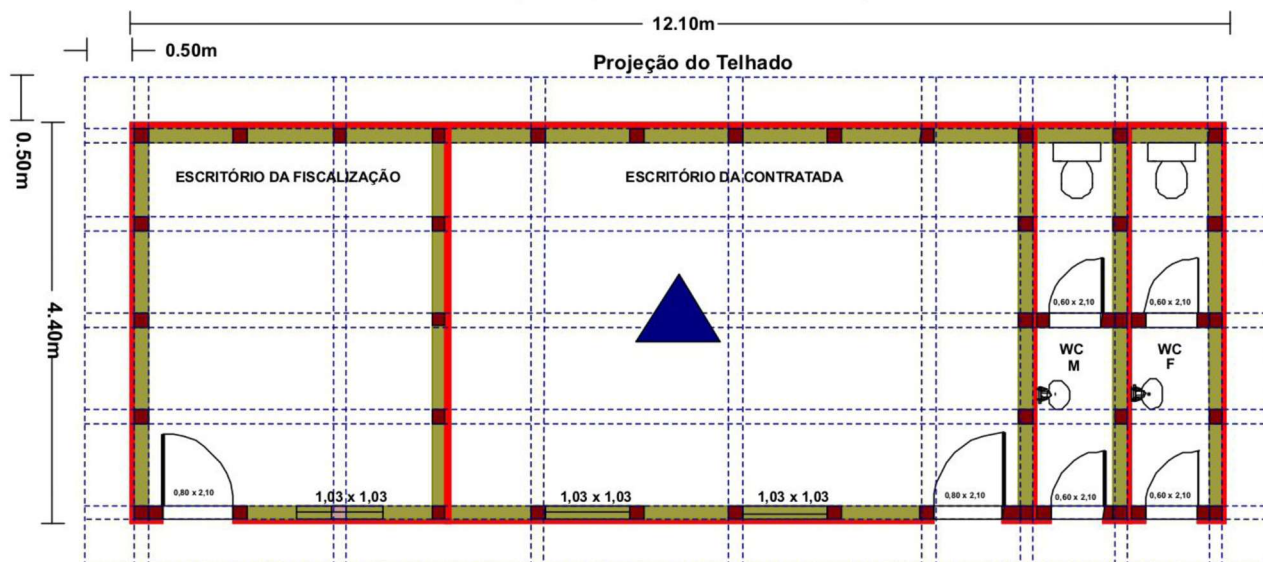 12.10m
0.50m
Projeção do Telhado
0.50m
ESCRITÓRIO DA FISCALIZAÇÃO
ESCRITÓRIO DA CONTRATADA
0,60 x 2,10
0,60 x 2,10
4.40m
WC
M
WC
F
0,80 x 2,10
1,03 x 1,03
1,03 x 1,03
1,03 x 1,03
0,80 x 2,10
0,60 x 2,10
0,60 x 2,10